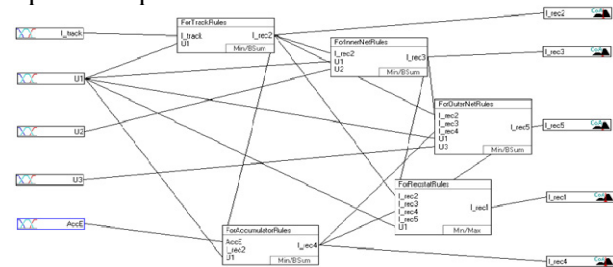 I_track
U1
U2
U3
AccE
ForTrackRules
I_track
I_rec2
U1
Min/BSum
ForInnerNetRules
I_rec2
I_rec3
U1
U2
Min/BSum
ForOuterNetRules
I_rec2
I_rec3
I_rec4
I_rec5
U1
U3
Min/BSum
ForRecstatRules
I_rec2
I_rec3
I_rec4
I_rec5
I_rec1
U1
Min/Max
ForAccumulatorRules
AccE
I_rec2
I_rec4
U1
Min/BSum
I_rec2
I_rec3
I_rec5
I_rec1
I_rec4